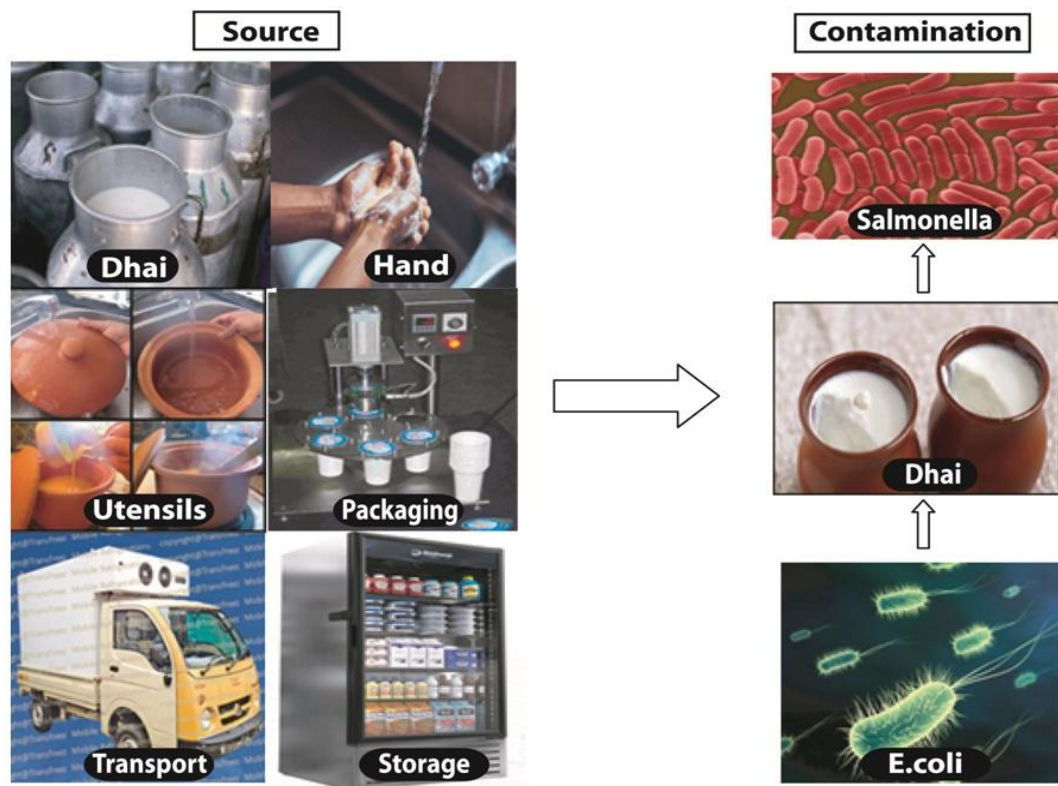 Source
Contamination
Dhai
Hand
Salmonella
Utensils
Packaging
Dhai
Transport
Storage
E.coli